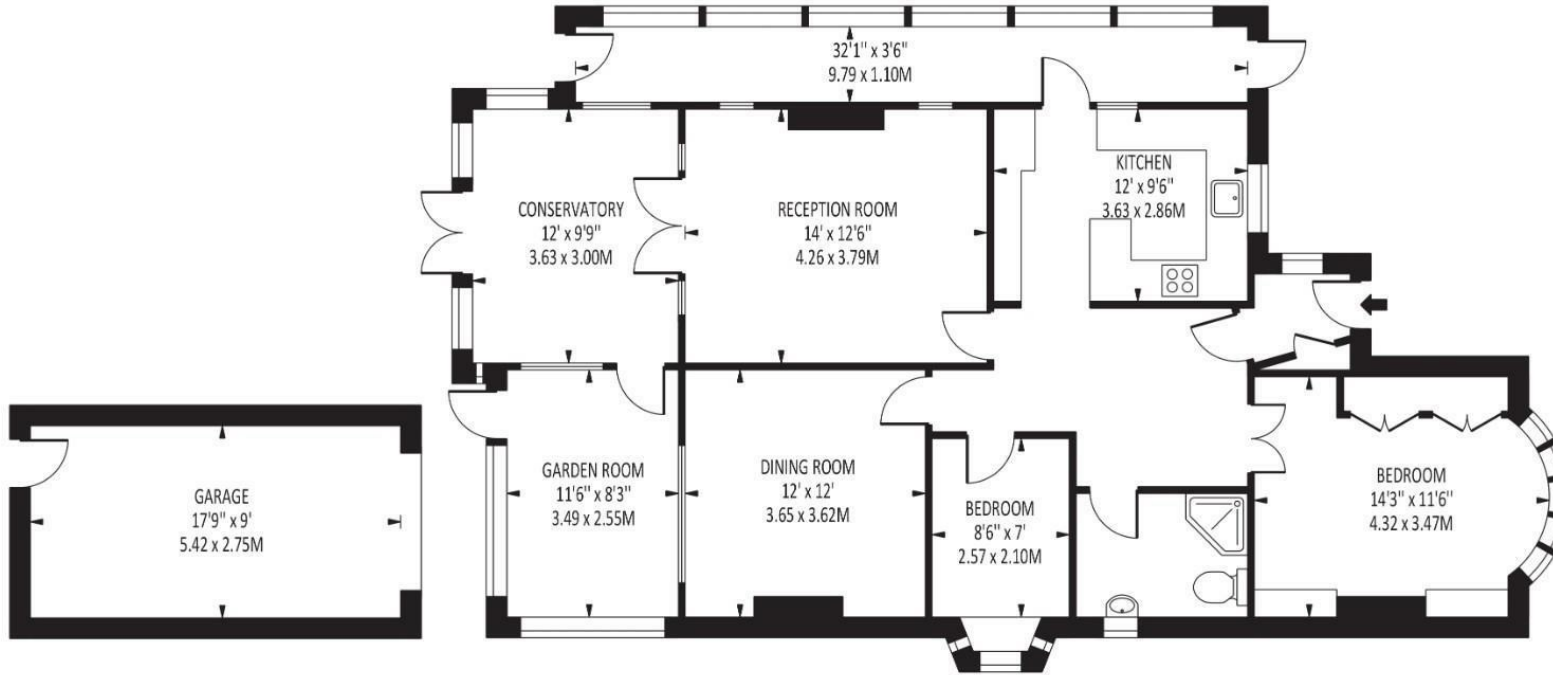 32'1" x 3'6"
9.79 x 1.10M
KITCHEN
12' x 9'6"
3.63 x 2.86M
CONSERVATORY
12' x 9'9"
3.63 x 3.00M
RECEPTION ROOM
14' x 12'6"
4.26 x 3.79M
GARAGE
17'9" x 9'
5.42 x 2.75M
GARDEN ROOM
11'6" x 8'3"
3.49 x 2.55M
DINING ROOM
12' x 12'
3.65 x 3.62M
BEDROOM
8'6" x 7'
2.57 x 2.10M
BEDROOM
14'3" x 11'6"
4.32 x 3.47M